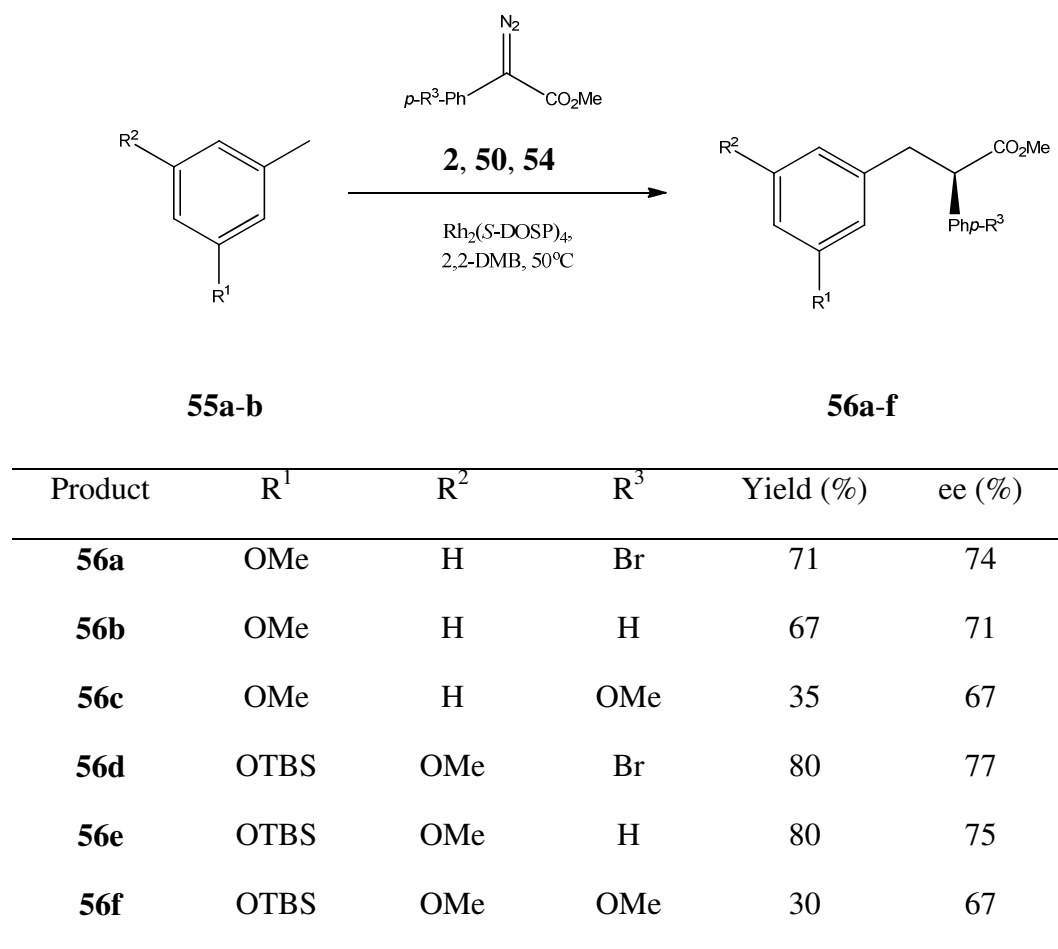 N₂
p-R³-Ph CO₂Me
2, 50, 54
Rh₂(S-DOSP)₄,
2,2-DMB, 50°C
R²
R¹
R² CO₂Me
Php-R³
R¹
55a-b 56a-f
Product R¹ R² R³ Yield (%) ee (%)
56a OMe H Br 71 74
56b OMe H H 67 71
56c OMe H OMe 35 67
56d OTBS OMe Br 80 77
56e OTBS OMe H 80 75
56f OTBS OMe OMe 30 67